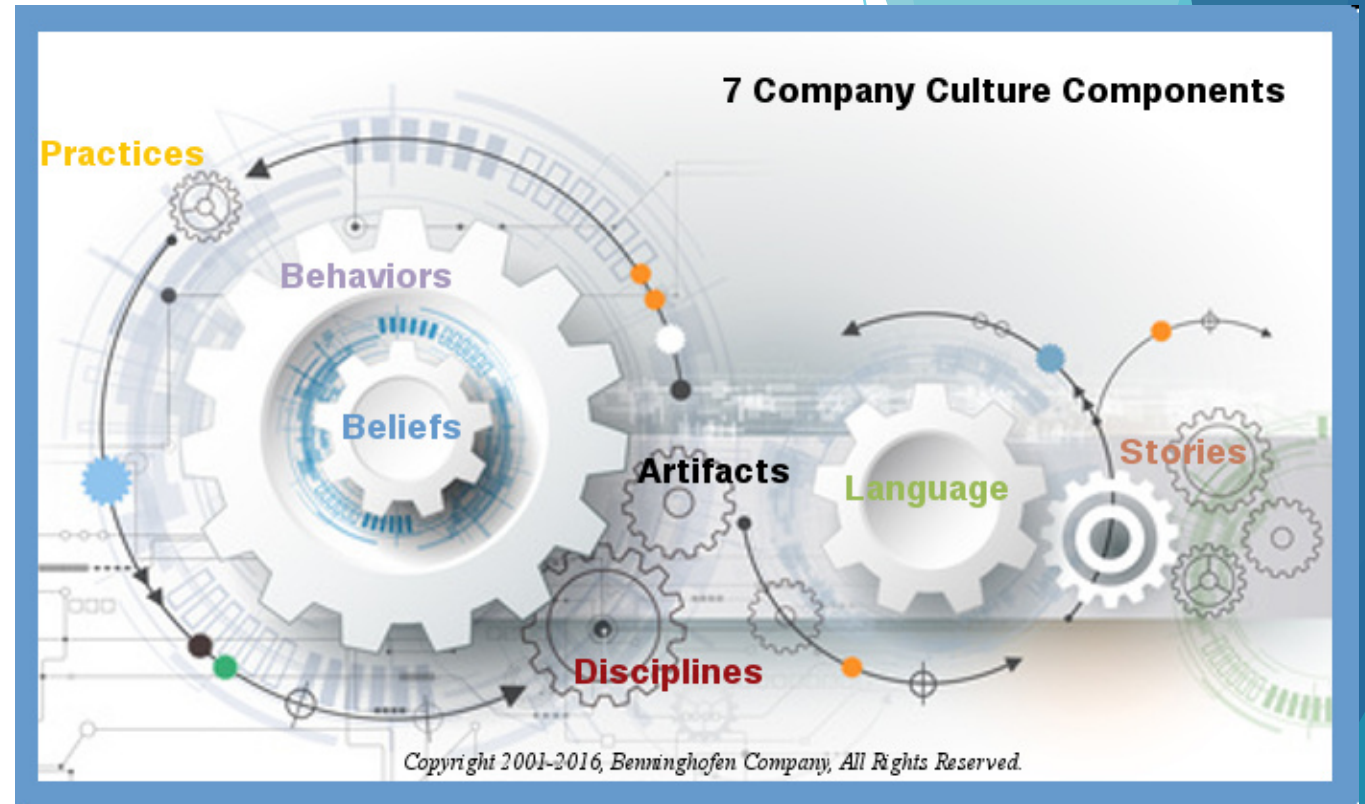 7 Company Culture Components
Practices
Behaviors
Beliefs
Artifacts
Language
Stories
Disciplines
Copyright 2001-2016, Benninghofen Company, All Rights Reserved.